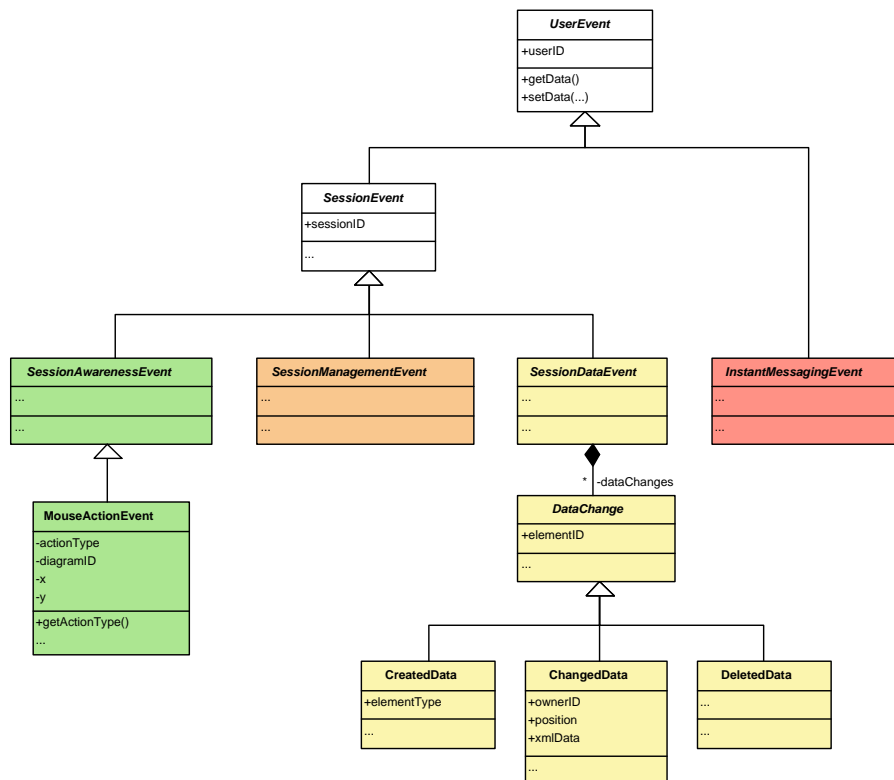 UserEvent
+userID
+getData()
+setData(...)
SessionEvent
+sessionID
...
SessionAwarenessEvent
...
...
SessionManagementEvent
...
...
SessionDataEvent
...
...
InstantMessagingEvent
...
...
* -dataChanges
MouseActionEvent
-actionType
-diagramID
-x
-y
+getActionType()
...
DataChange
+elementID
...
CreatedData
+elementType
...
ChangedData
+ownerID
+position
+xmlData
...
DeletedData
...
...